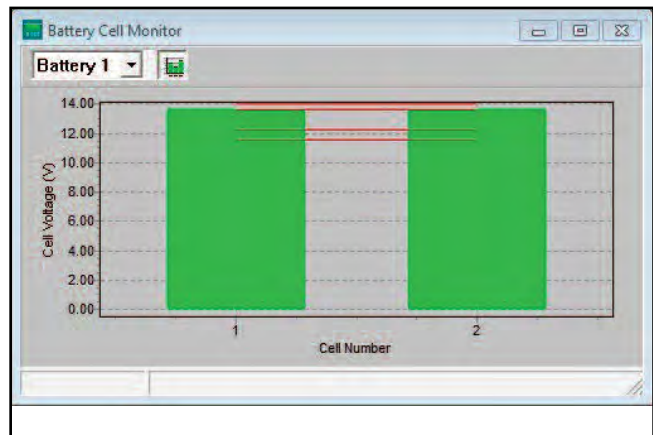 Battery Cell Monitor
Battery 1
14.00
12.00
10.00
8.00
6.00
4.00
2.00
0.00
Cell Voltage (V)
1 2
Cell Number